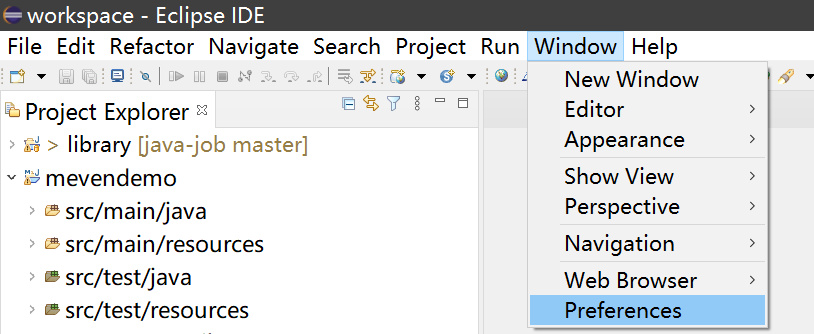 workspace - Eclipse IDE
File Edit Refactor Navigate Search Project Run Window Help
Project Explorer
> library [java-job master]
mevendemo
src/main/java
src/main/resources
src/test/java
src/test/resources
New Window
Editor
Appearance
Show View
Perspective
Navigation
Web Browser
Preferences